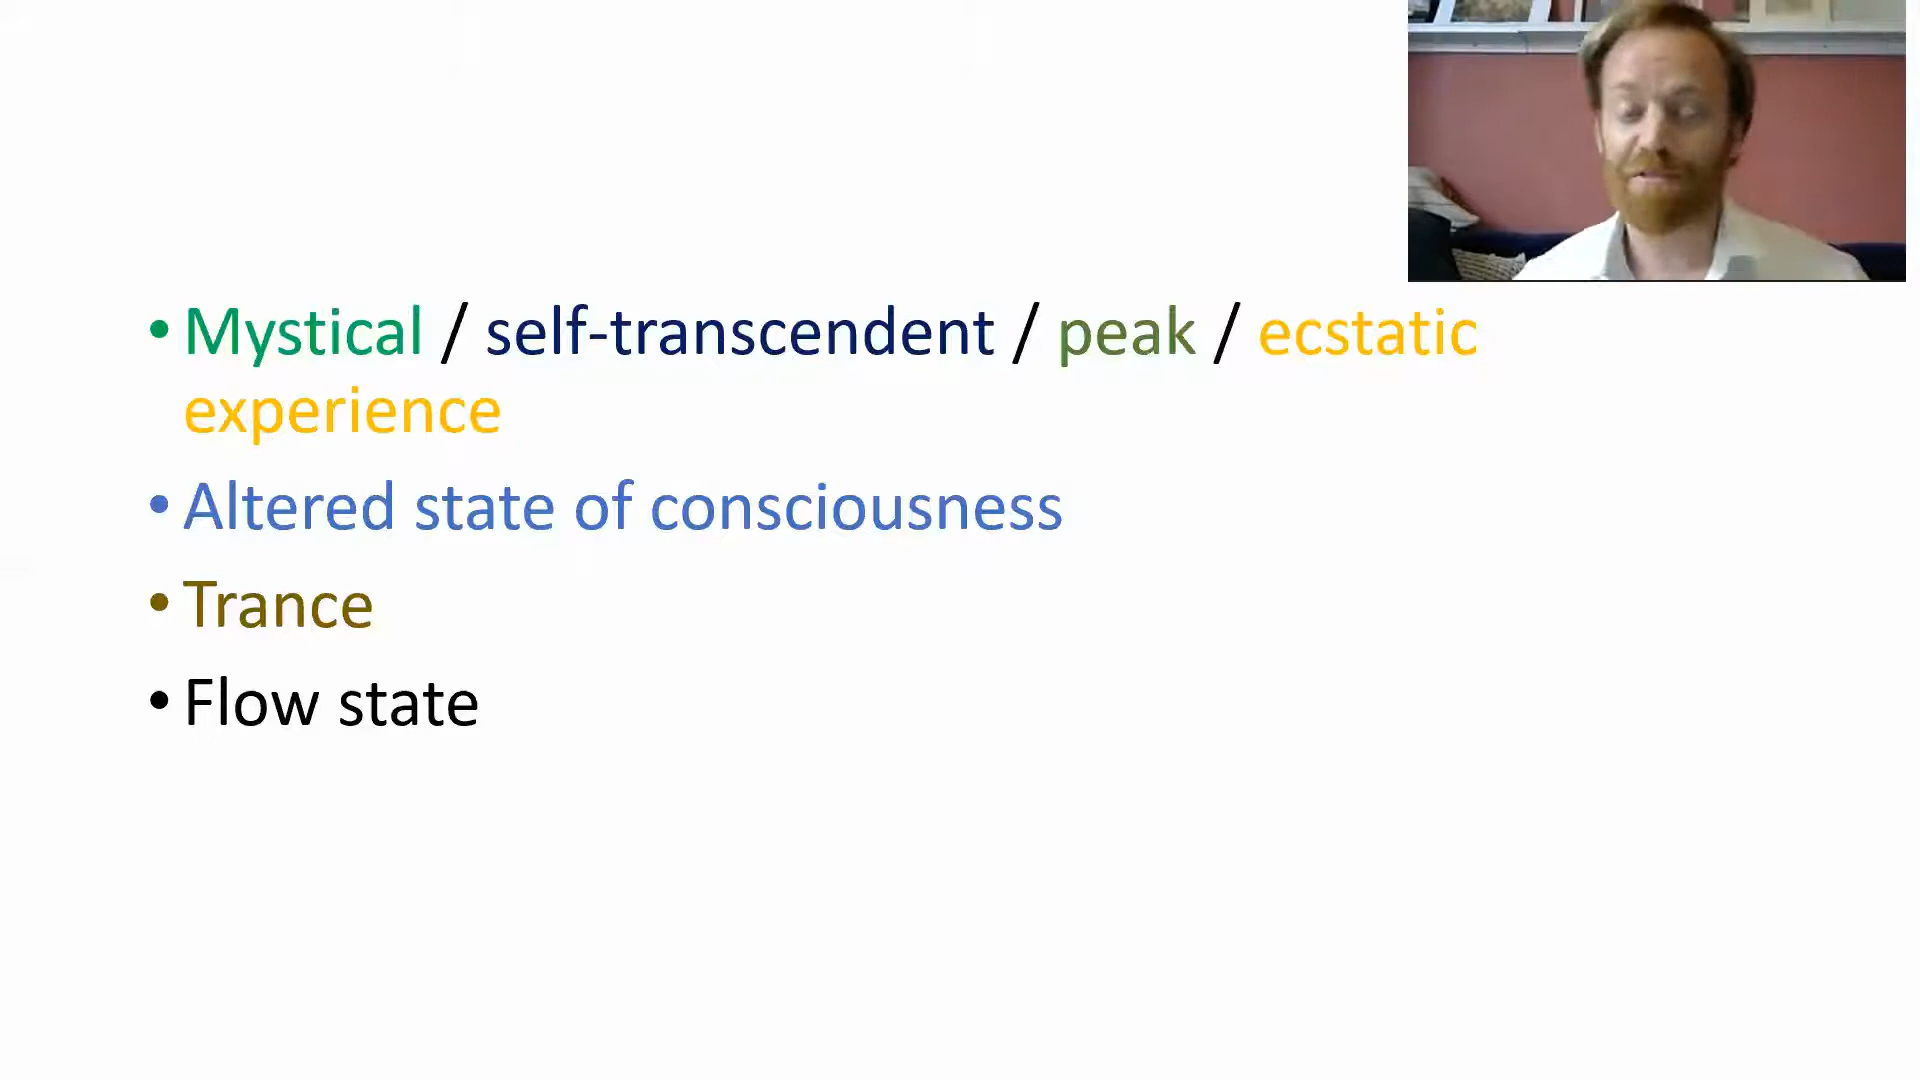 • Mystical / self-transcendent / peak / ecstatic
experience
• Altered state of consciousness
• Trance
• Flow state